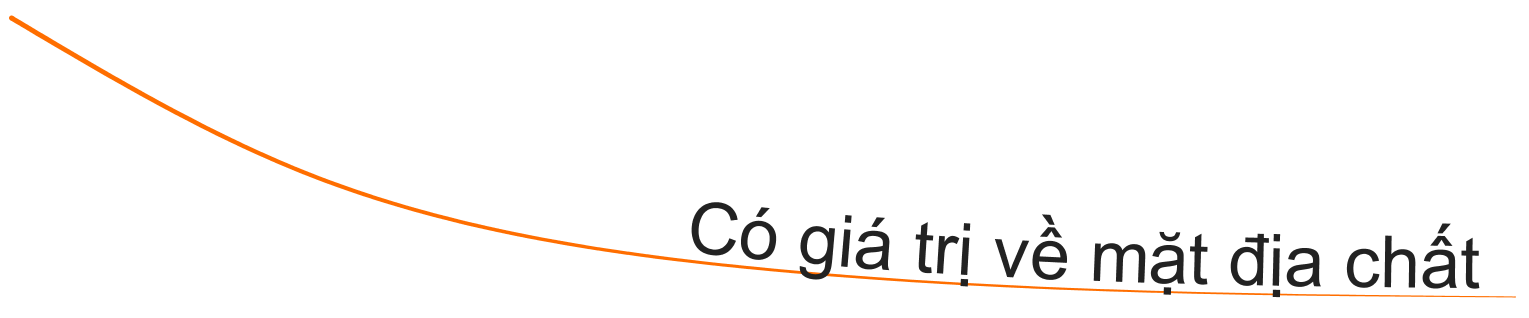 Có giá trị về mặt địa chất